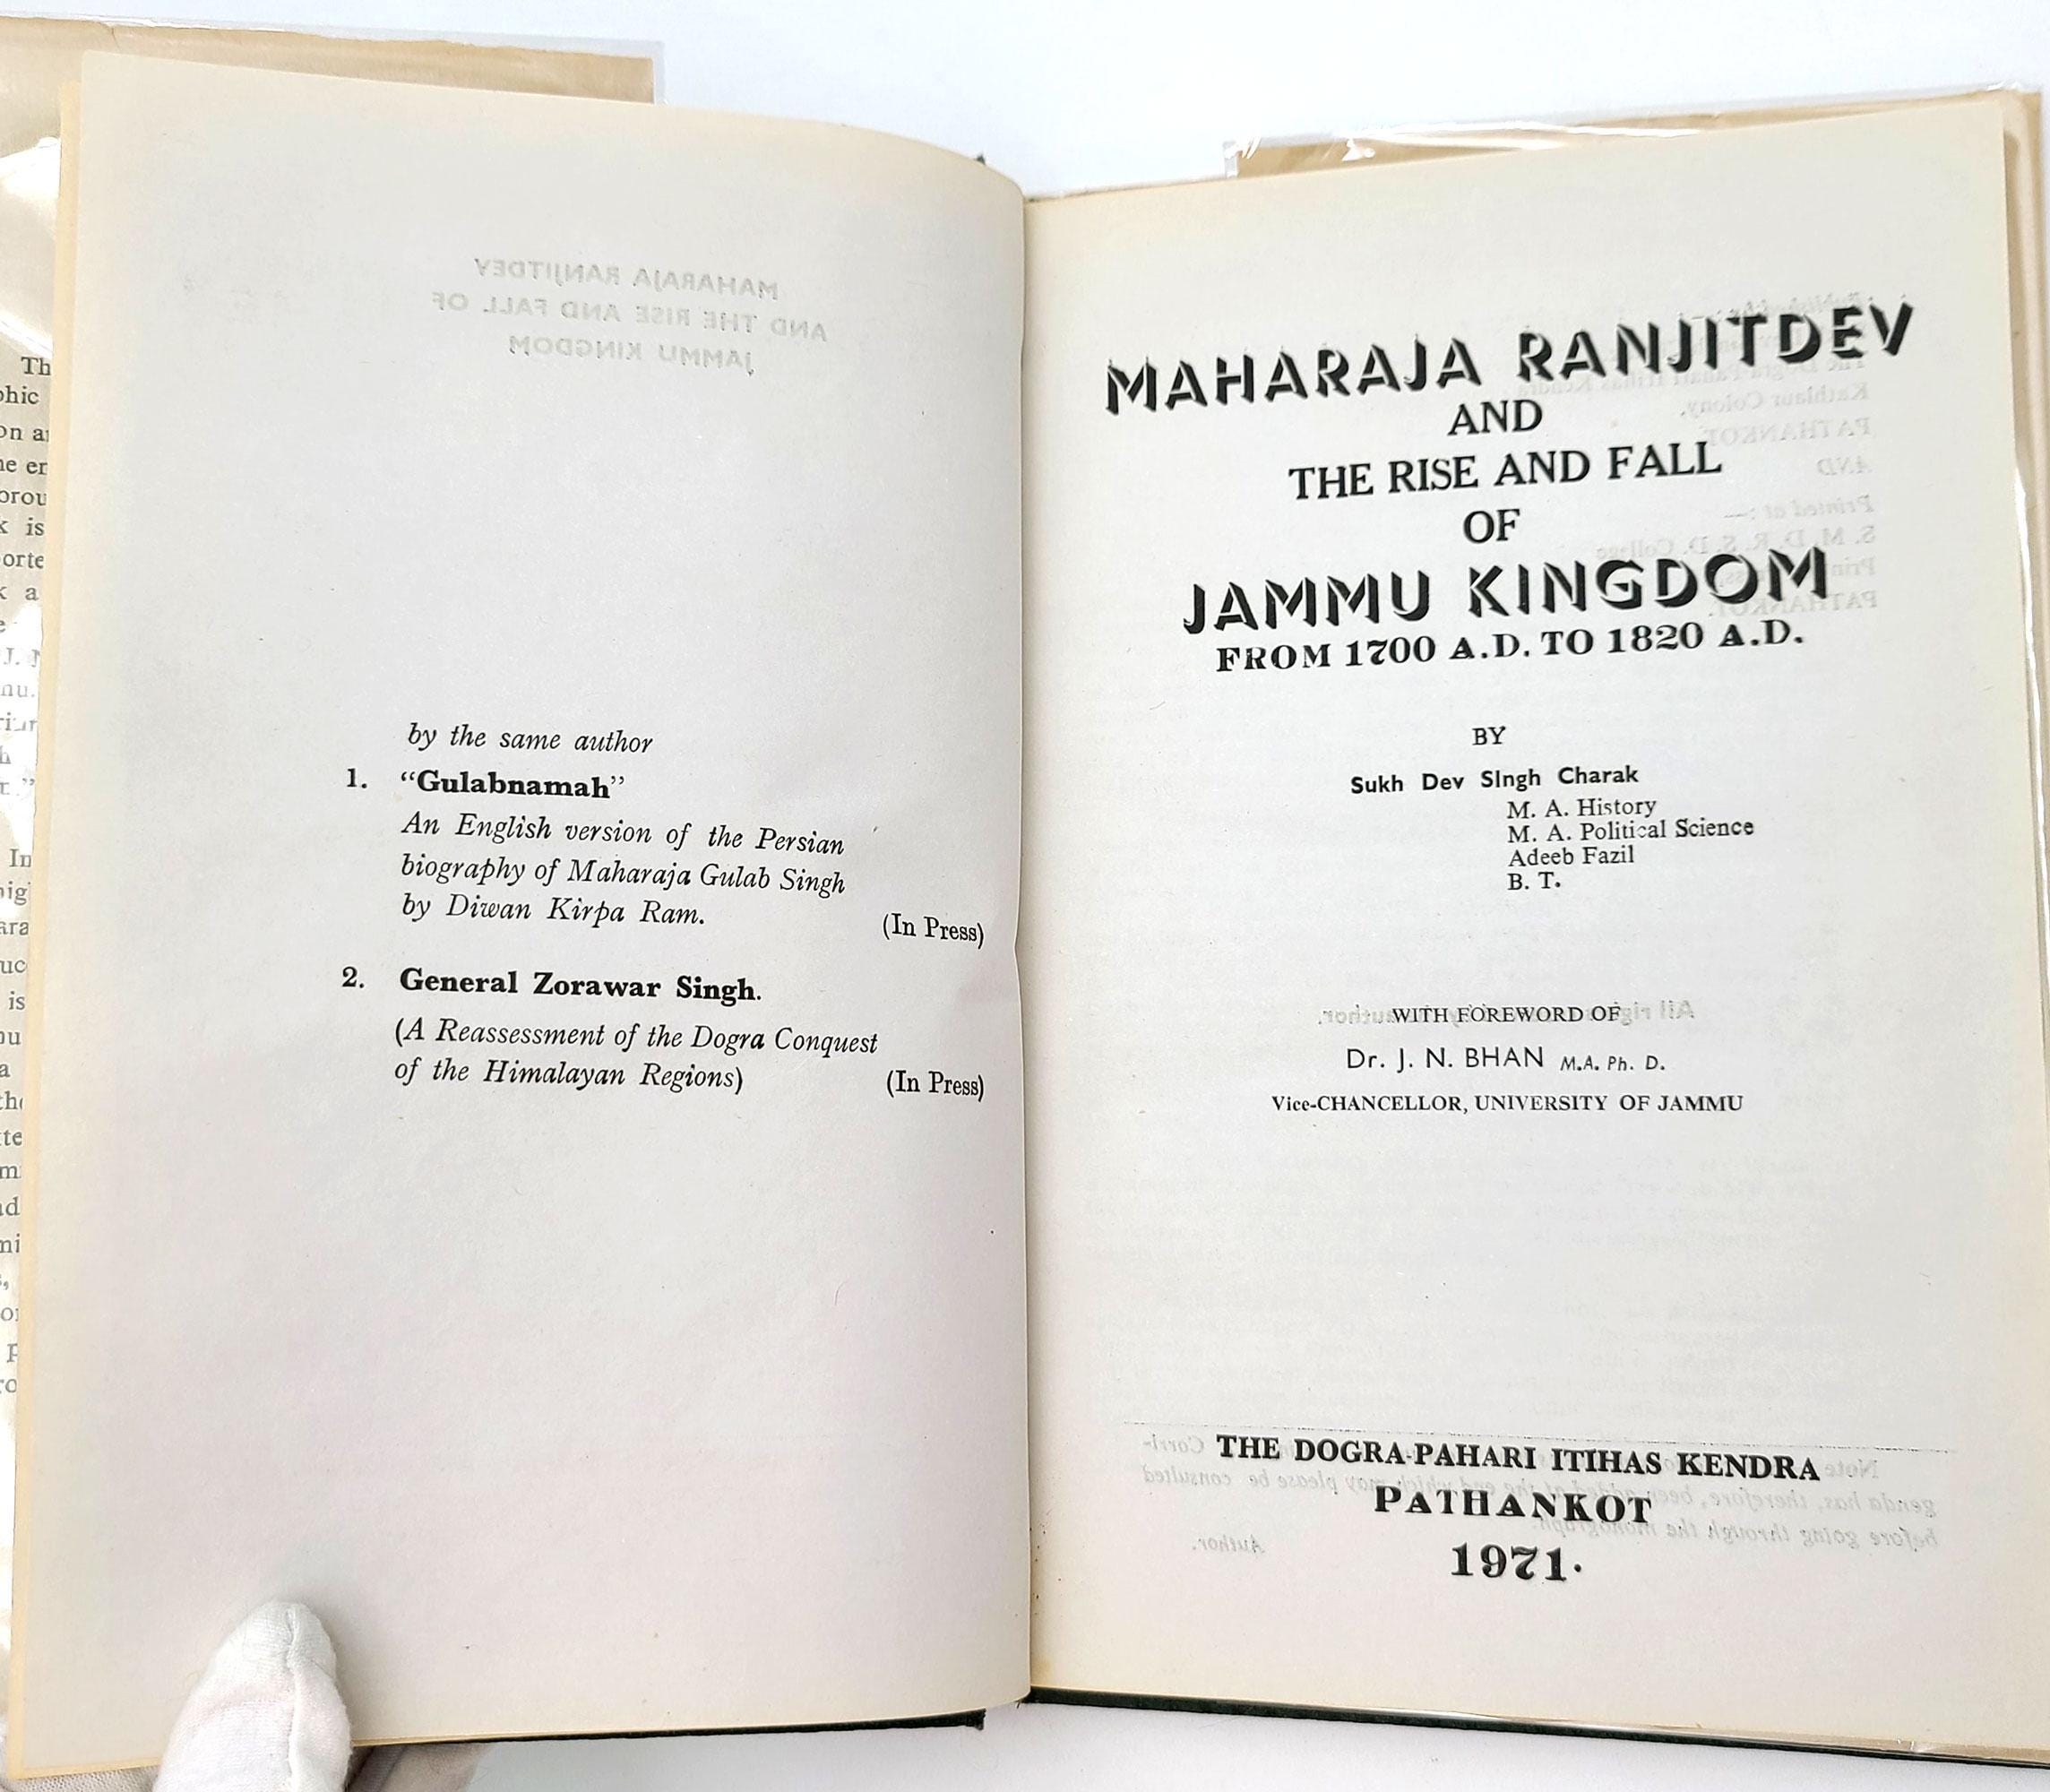 MAHARAJA RANJITDEV
AND THE RISE AND FALL OF
JAMMU KINGDOM
by the same author
1. “Gulabnamah”
An English version of the Persian
biography of Maharaja Gulab Singh
by Diwan Kirpa Ram.
(In Press)
2. General Zorawar Singh.
(A Reassessment of the Dogra Conquest
of the Himalayan Regions)
(In Press)
MAHARAJA RANJITDEV
AND
THE RISE AND FALL
OF
JAMMU KINGDOM
FROM 1700 A.D. TO 1820 A.D.
BY
Sukh Dev SIngh Charak
M. A. History
M. A. Political Science
Adeeb Fazil
B. T.
WITH FOREWORD OF
Dr. J. N. BHAN M.A. Ph. D.
Vice-CHANCELLOR, UNIVERSITY OF JAMMU
THE DOGRA-PAHARI ITIHAS KENDRA
PATHANKOT
1971.